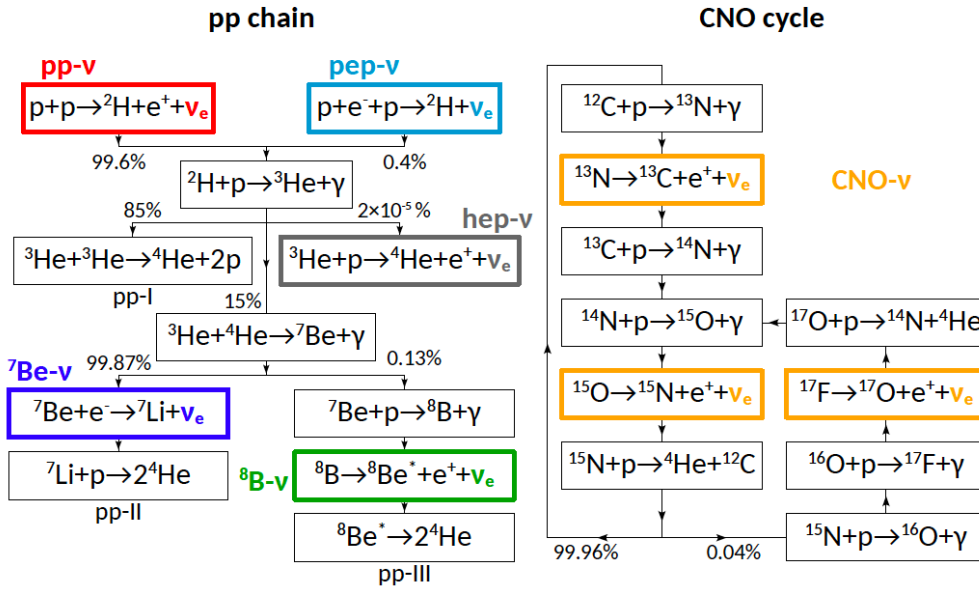 pp chain
pp-ν
pep-ν
p+p→²H+e⁺+νₑ
p+e⁻+p→²H+νₑ
99.6%
0.4%
²H+p→³He+γ
85%
2×10⁻⁵ %
hep-ν
³He+³He→⁴He+2p
³He+p→⁴He+e⁺+νₑ
pp-I
15%
³He+⁴He→⁷Be+γ
⁷Be-ν
99.87%
0.13%
⁷Be+e⁻→⁷Li+νₑ
⁷Be+p→⁸B+γ
⁷Li+p→2⁴He
⁸B-ν
⁸B→⁸Be*+e⁺+νₑ
pp-II
⁸Be*→2⁴He
pp-III
CNO cycle
¹²C+p→¹³N+γ
¹³N→¹³C+e⁺+νₑ
CNO-ν
¹³C+p→¹⁴N+γ
¹⁴N+p→¹⁵O+γ
¹⁷O+p→¹⁴N+⁴He
¹⁵O→¹⁵N+e⁺+νₑ
¹⁷F→¹⁷O+e⁺+νₑ
¹⁵N+p→⁴He+¹²C
¹⁶O+p→¹⁷F+γ
99.96%
0.04%
¹⁵N+p→¹⁶O+γ